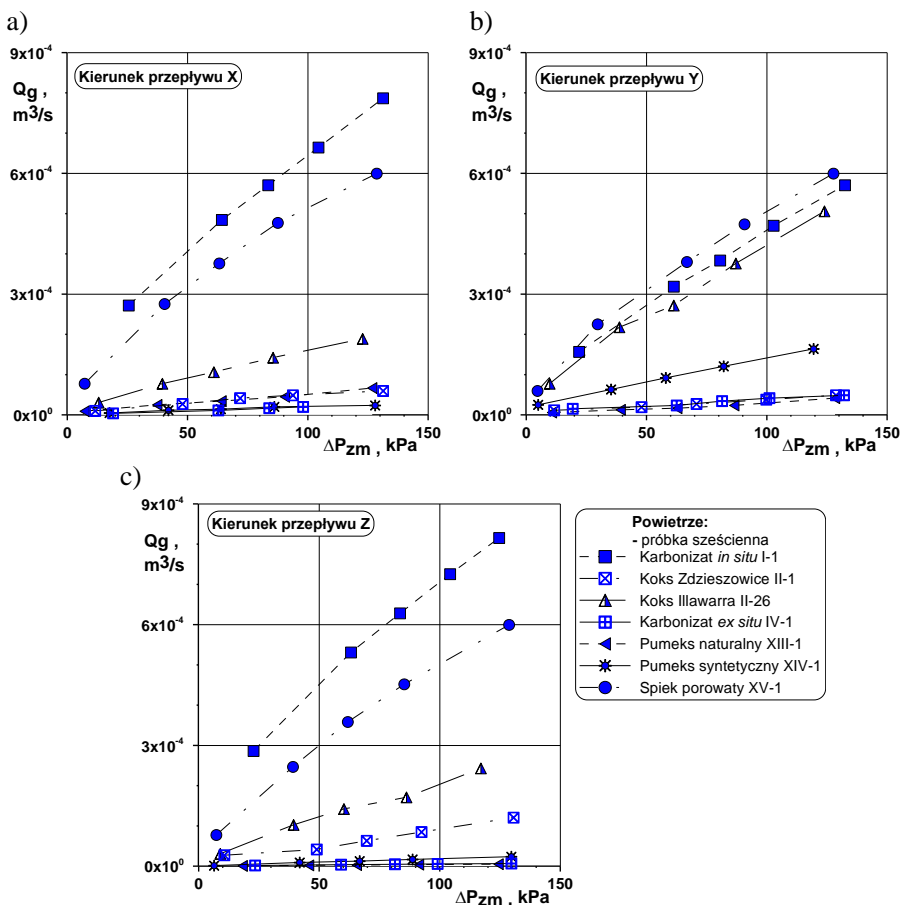 a)
9x10⁻⁴
Kierunek przepływu X
Qg ,
m³/s
6x10⁻⁴
3x10⁻⁴
0x10⁰
0
50
100
150
ΔPzm , kPa
b)
9x10⁻⁴
Kierunek przepływu Y
Qg ,
m³/s
6x10⁻⁴
3x10⁻⁴
0x10⁰
0
50
100
150
ΔPzm , kPa
c)
9x10⁻⁴
Kierunek przepływu Z
Qg ,
m³/s
6x10⁻⁴
3x10⁻⁴
0x10⁰
0
50
100
150
ΔPzm , kPa
Powietrze:
- próbka sześcienna
Karbonizat in situ I-1
Koks Zdzieszowice II-1
Koks Illawarra II-26
Karbonizat ex situ IV-1
Pumeks naturalny XIII-1
Pumeks syntetyczny XIV-1
Spiek porowaty XV-1